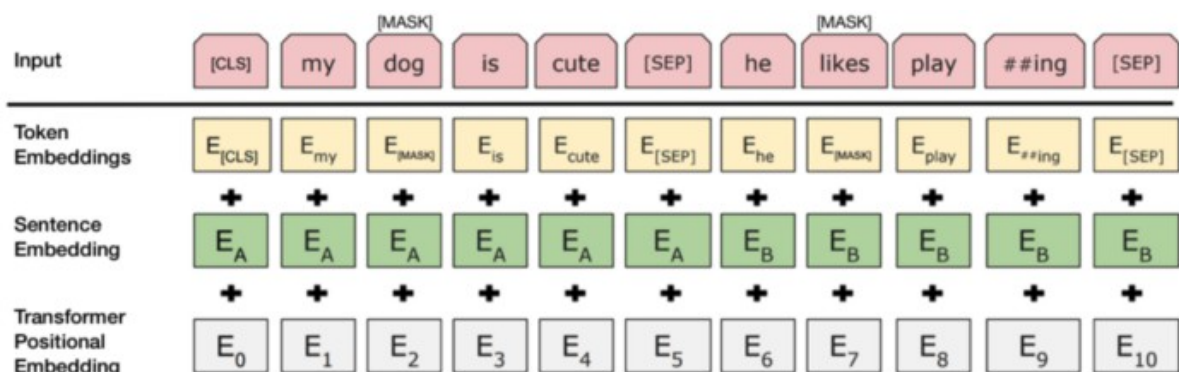 [MASK] [MASK]
Input [CLS] my dog is cute [SEP] he likes play ##ing [SEP]
Token
Embeddings E[CLS] Emy E[MASK] Eis Ecute E[SEP] Ehe E[MASK] Eplay E##ing E[SEP]
+ + + + + + + + + + +
Sentence
Embedding EA EA EA EA EA EA EB EB EB EB EB
+ + + + + + + + + + +
Transformer
Positional
Embedding E0 E1 E2 E3 E4 E5 E6 E7 E8 E9 E10